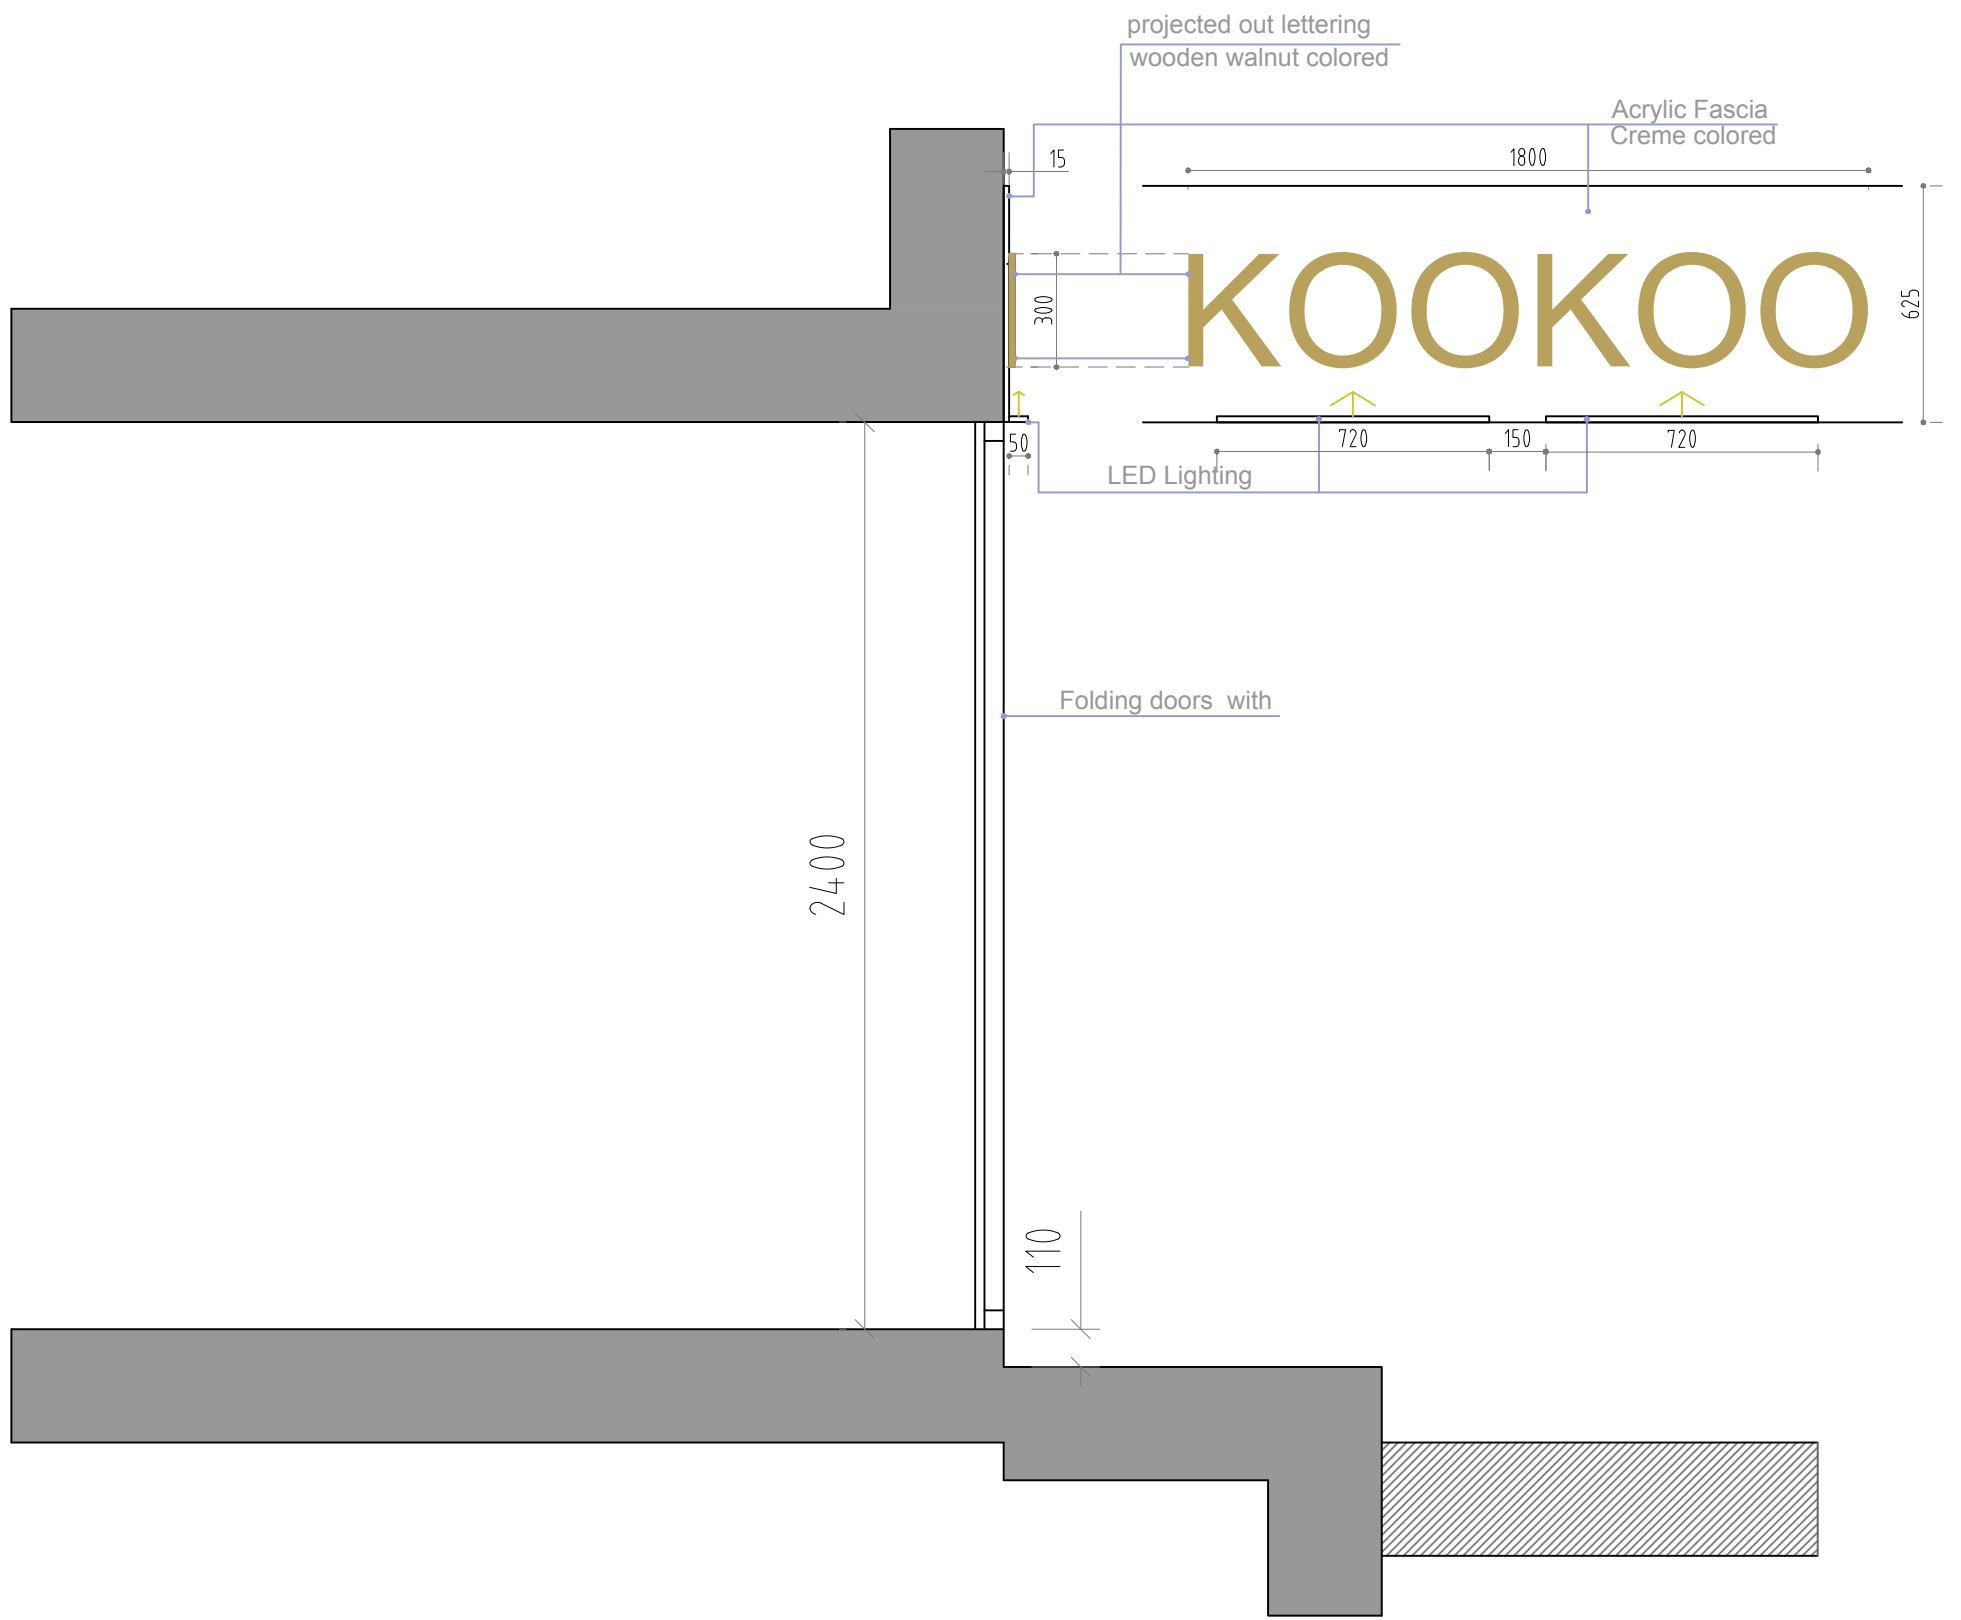 projected out lettering
wooden walnut colored
Acrylic Fascia
Creme colored
15
1800
300
KOOKOO
625
50
720
150
720
LED Lighting
Folding doors with
2400
110